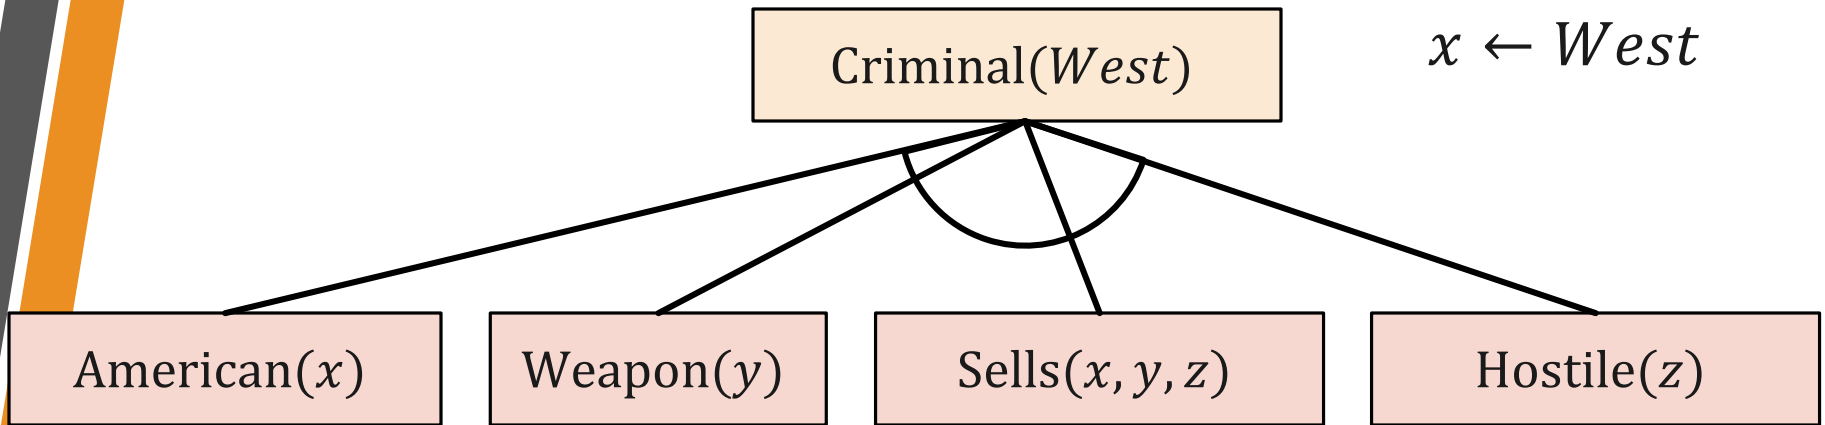 Criminal(West)
x ← West
American(x)
Weapon(y)
Sells(x, y, z)
Hostile(z)